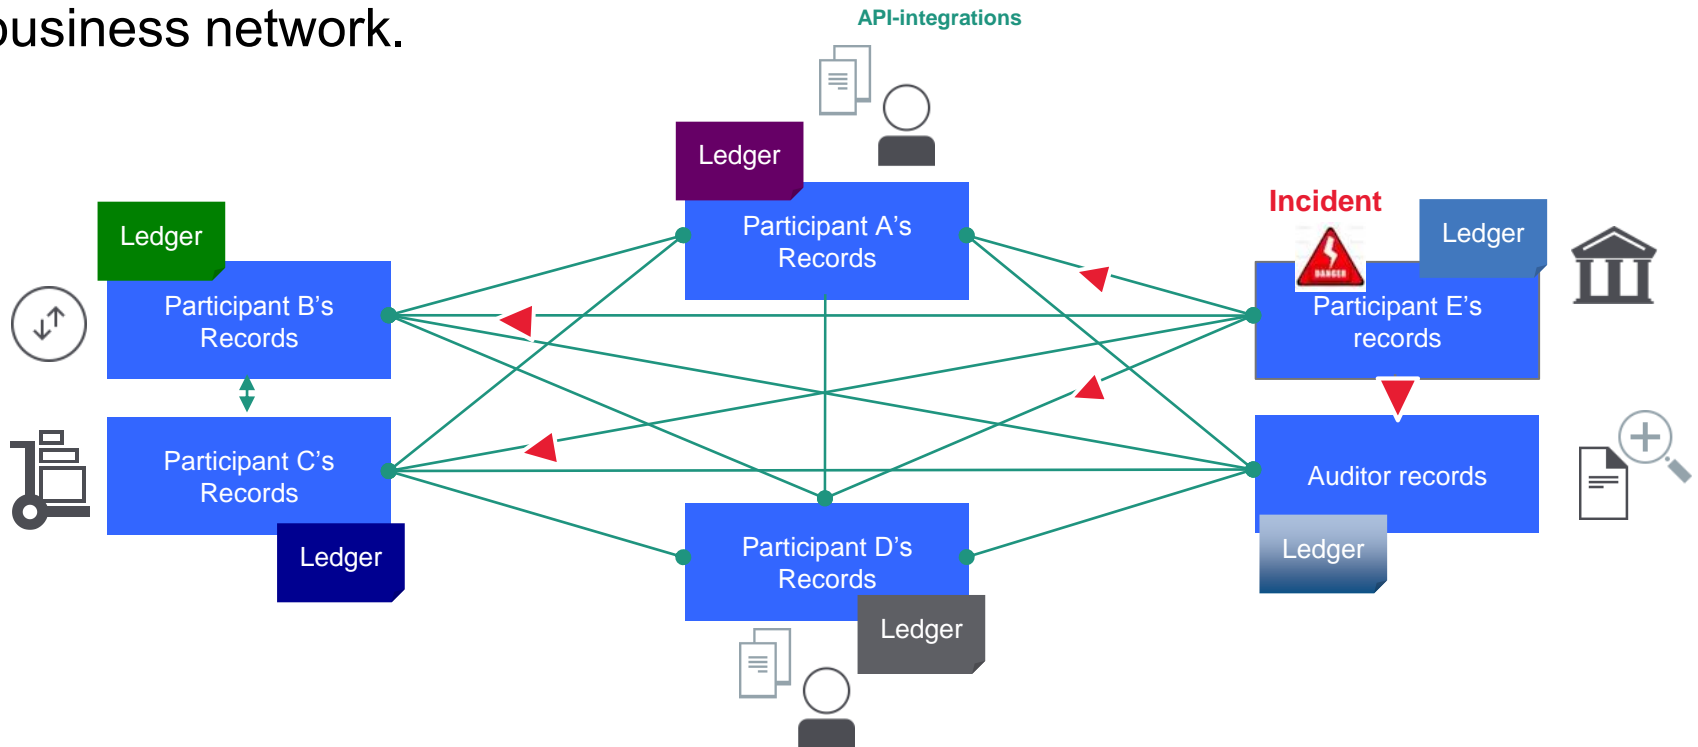 business network.
API-integrations
Ledger
Participant A's
Records
Incident
DANGER
Ledger
Participant E's
records
Ledger
Participant B's
Records
Participant C's
Records
Ledger
Participant D's
Records
Ledger
Auditor records
Ledger